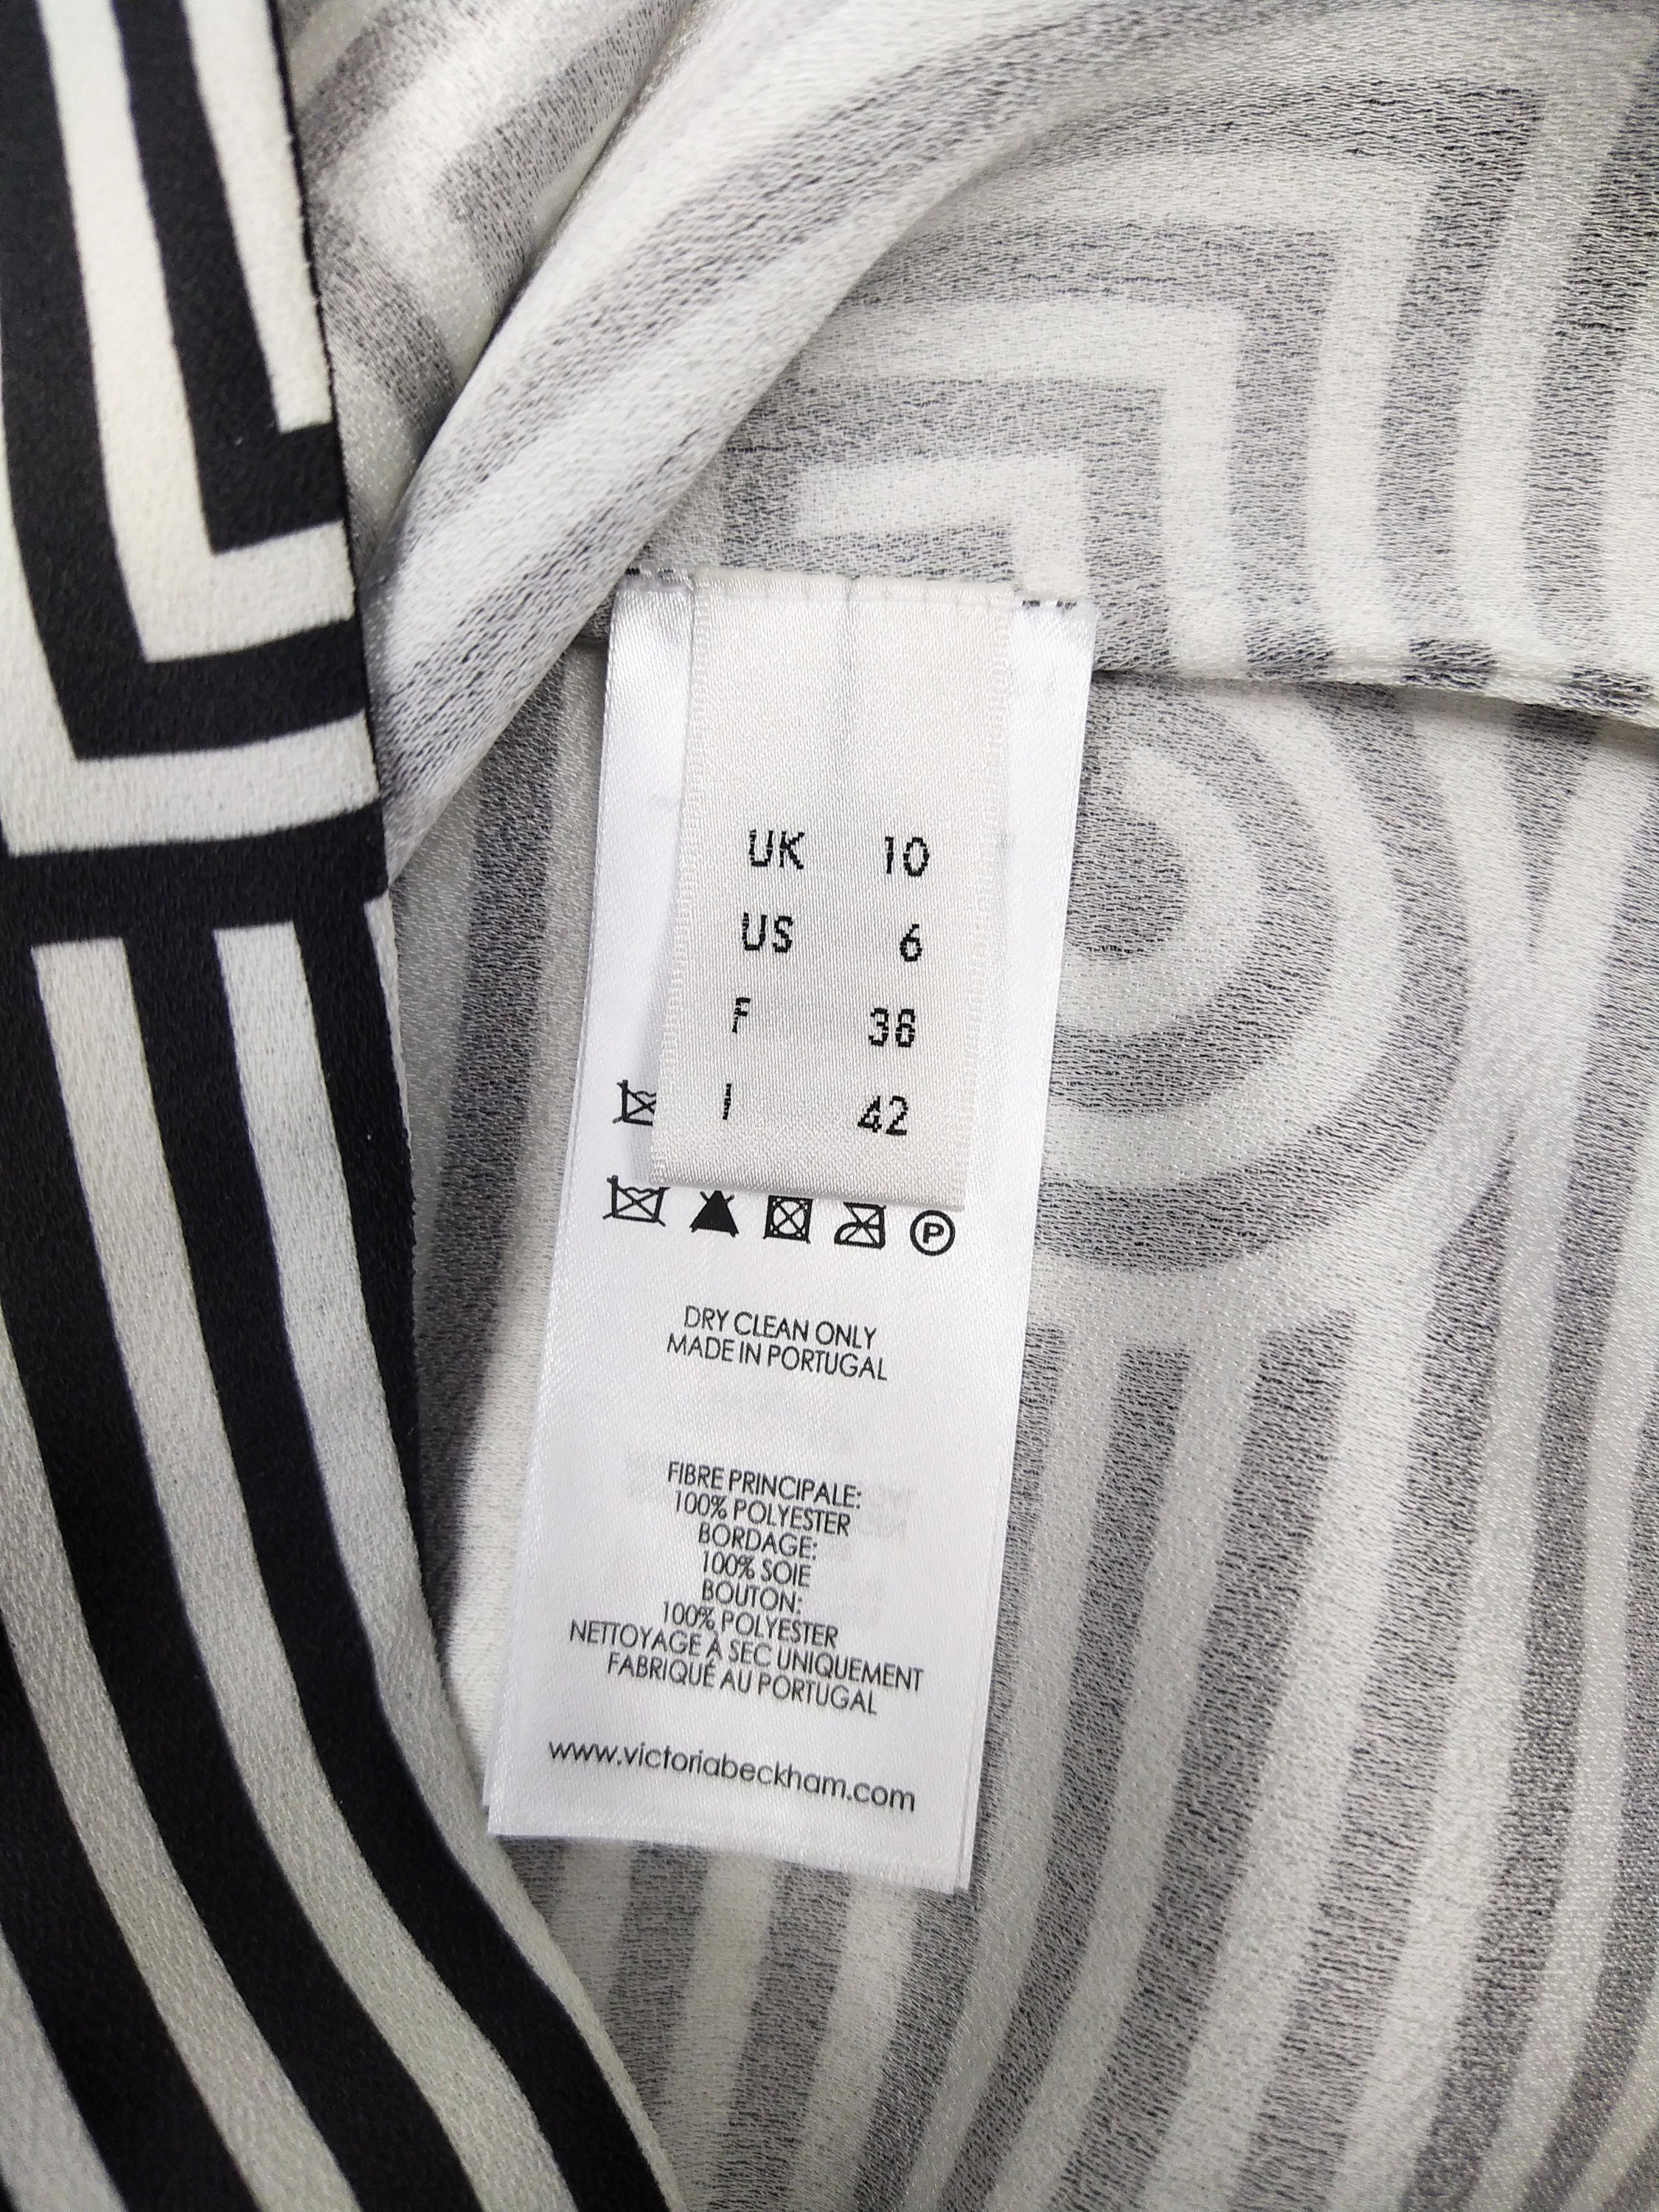 UK 10
US 6
F 38
I 42
P
DRY CLEAN ONLY
MADE IN PORTUGAL
FIBRE PRINCIPALE:
100% POLYESTER
BORDAGE:
100% SOIE
BOUTON:
100% POLYESTER
NETTOYAGE À SEC UNIQUEMENT
FABRIQUÉ AU PORTUGAL
www.victoriabeckham.com